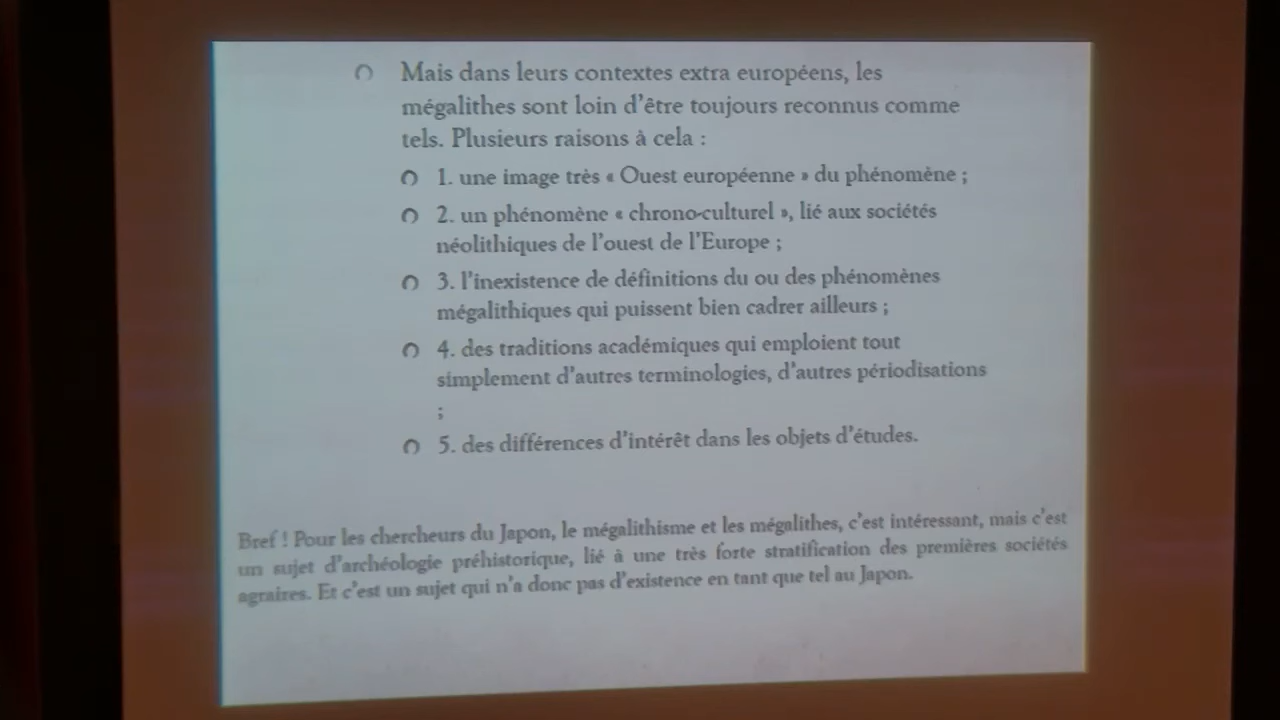 Mais dans leurs contextes extra européens, les
mégalithes sont loin d'être toujours reconnus comme
tels. Plusieurs raisons à cela :
1. une image très « Ouest européenne » du phénomène ;
2. un phénomène « chrono-culturel », lié aux sociétés
néolithiques de l'ouest de l'Europe ;
3. l'inexistence de définitions du ou des phénomènes
mégalithiques qui puissent bien cadrer ailleurs ;
4. des traditions académiques qui emploient tout
simplement d'autres terminologies, d'autres périodisations
;
5. des différences d'intérêt dans les objets d'études.
Bref ! Pour les chercheurs du Japon, le mégalithisme et les mégalithes, c'est intéressant, mais c'est
un sujet d'archéologie préhistorique, lié à une très forte stratification des premières sociétés
agraires. Et c'est un sujet qui n'a donc pas d'existence en tant que tel au Japon.